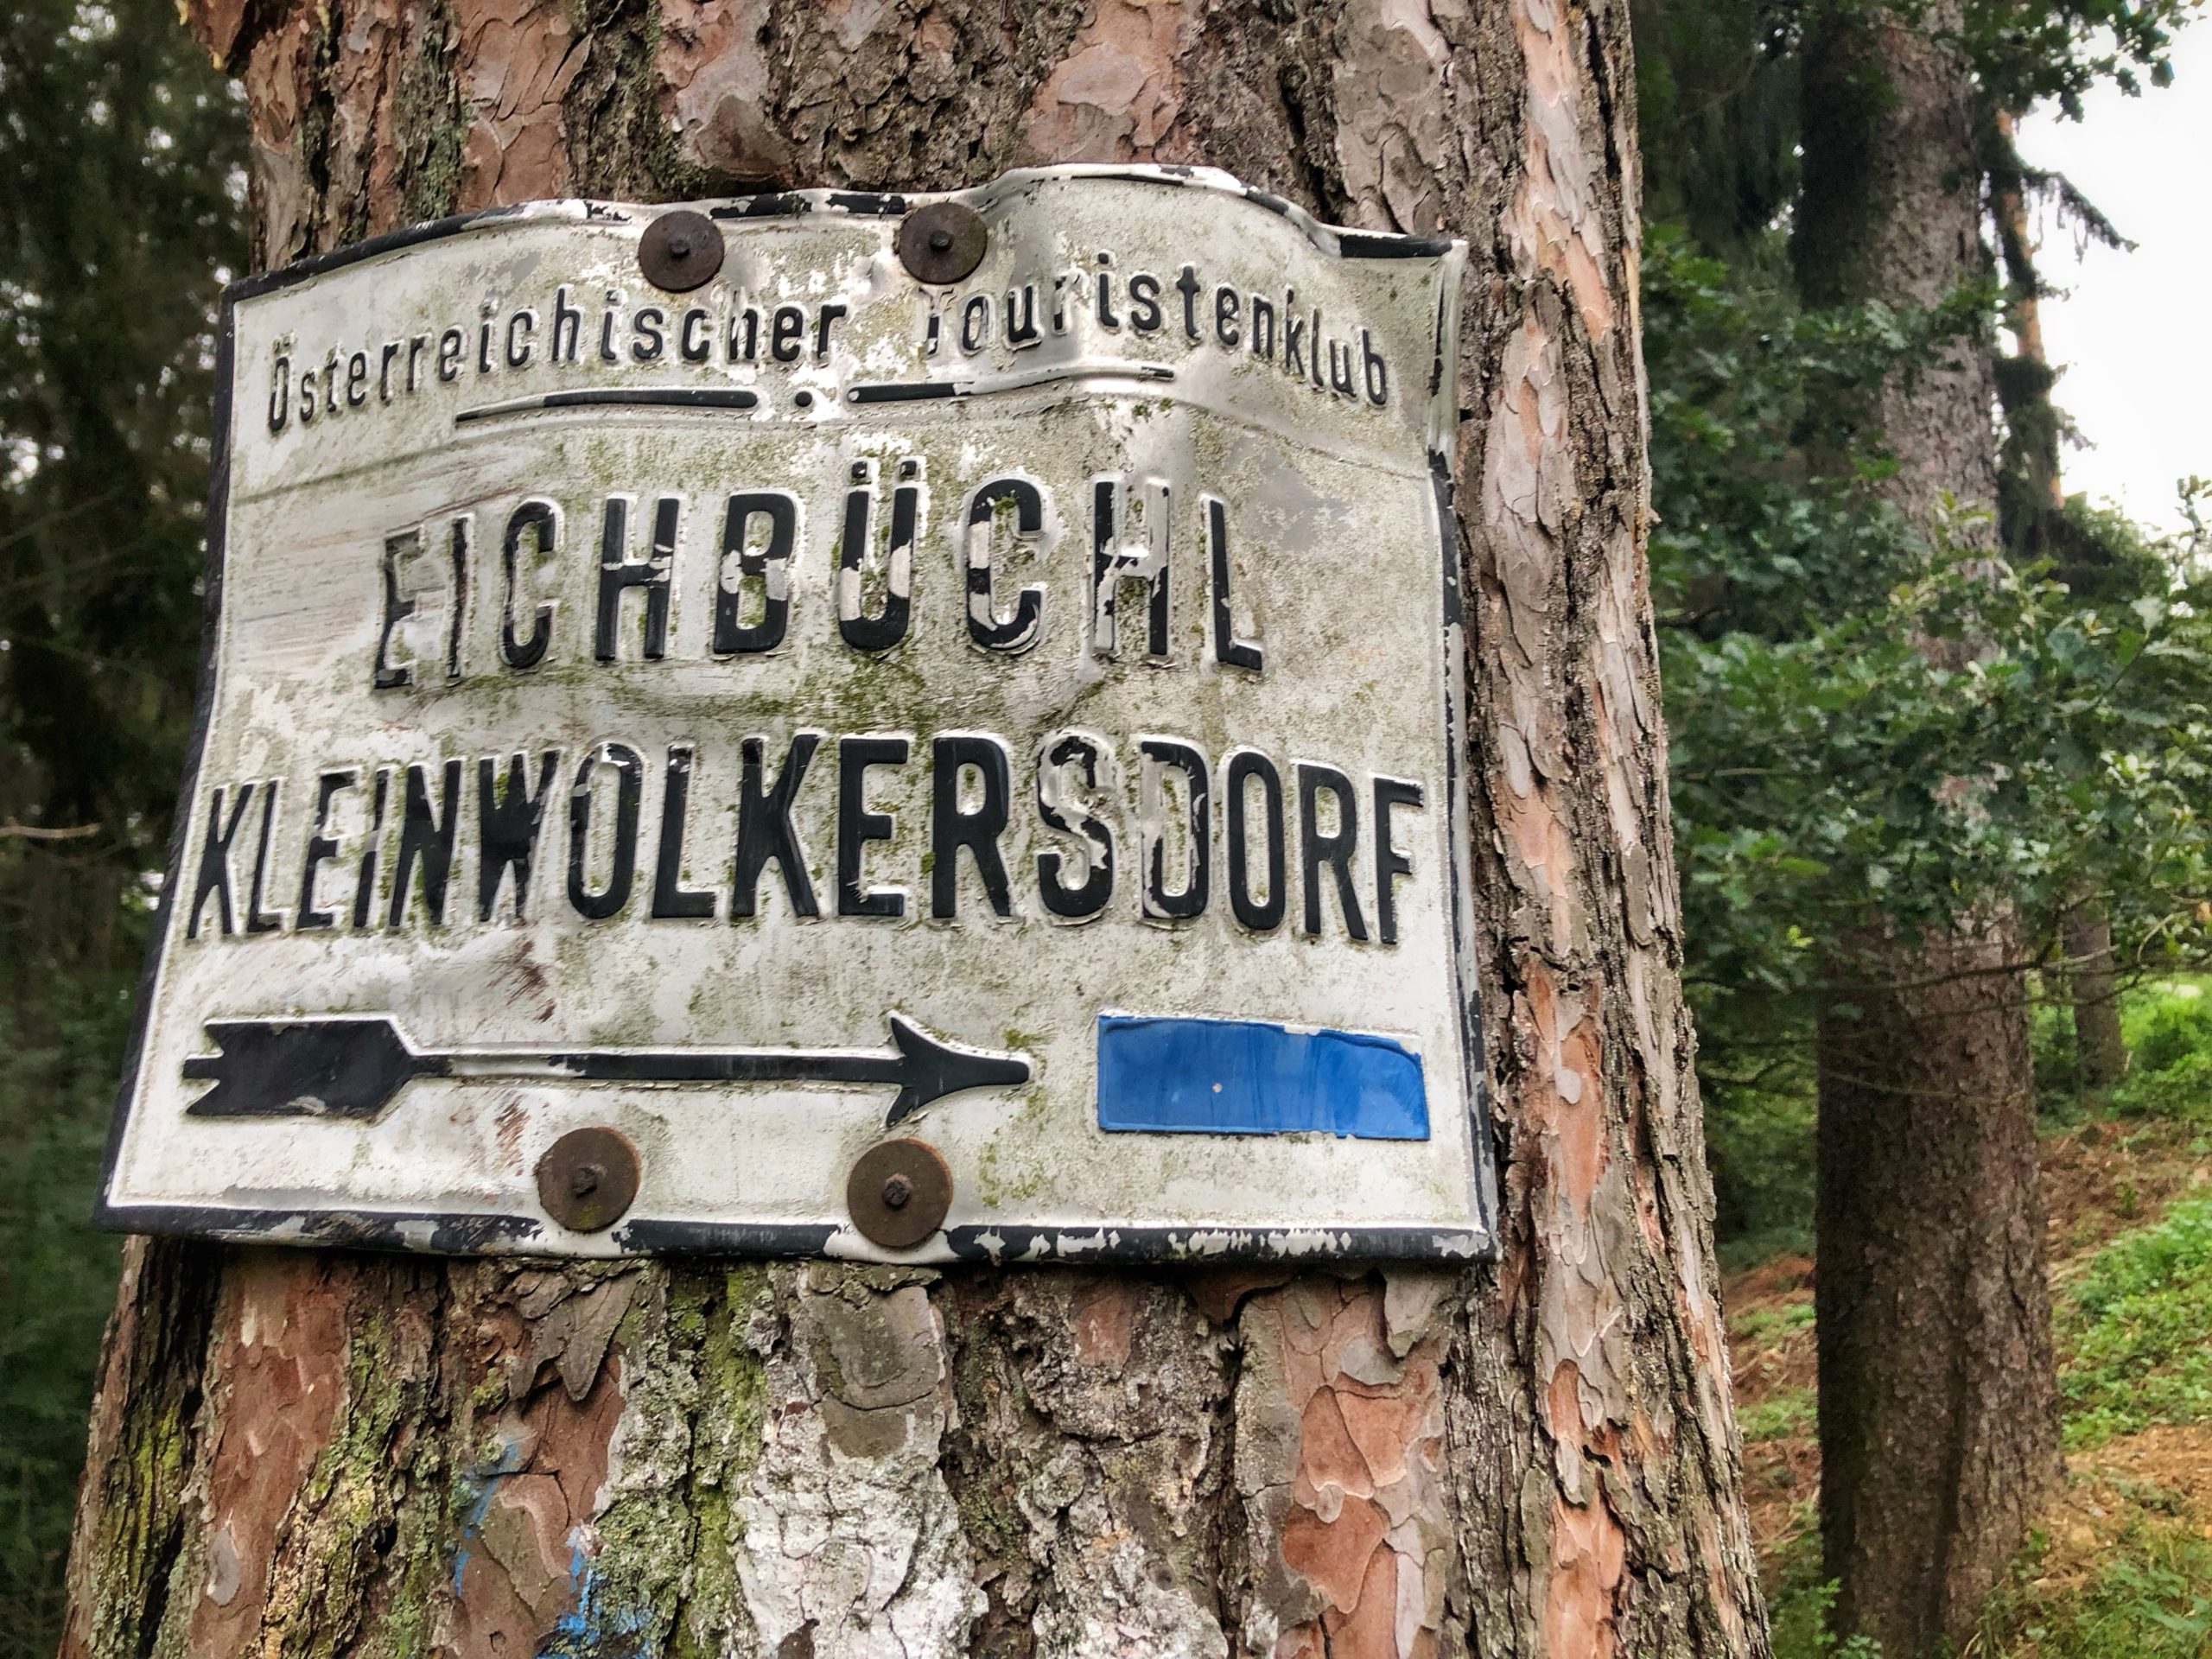 Österreichischer Touristenklub
EICHBÜCHL
KLEINWOLKERSDORF